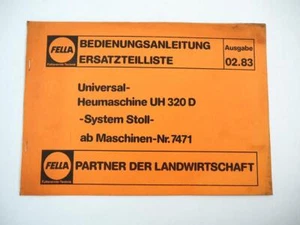 FELLA
BEDIENUNGSANLEITUNG
ERSATZTEILLISTE
Ausgabe
02.83
Universal-
Heumaschine UH 320 D
-System Stoll-
ab Maschinen-Nr. 7471
FELLA
PARTNER DER LANDWIRTSCHAFT